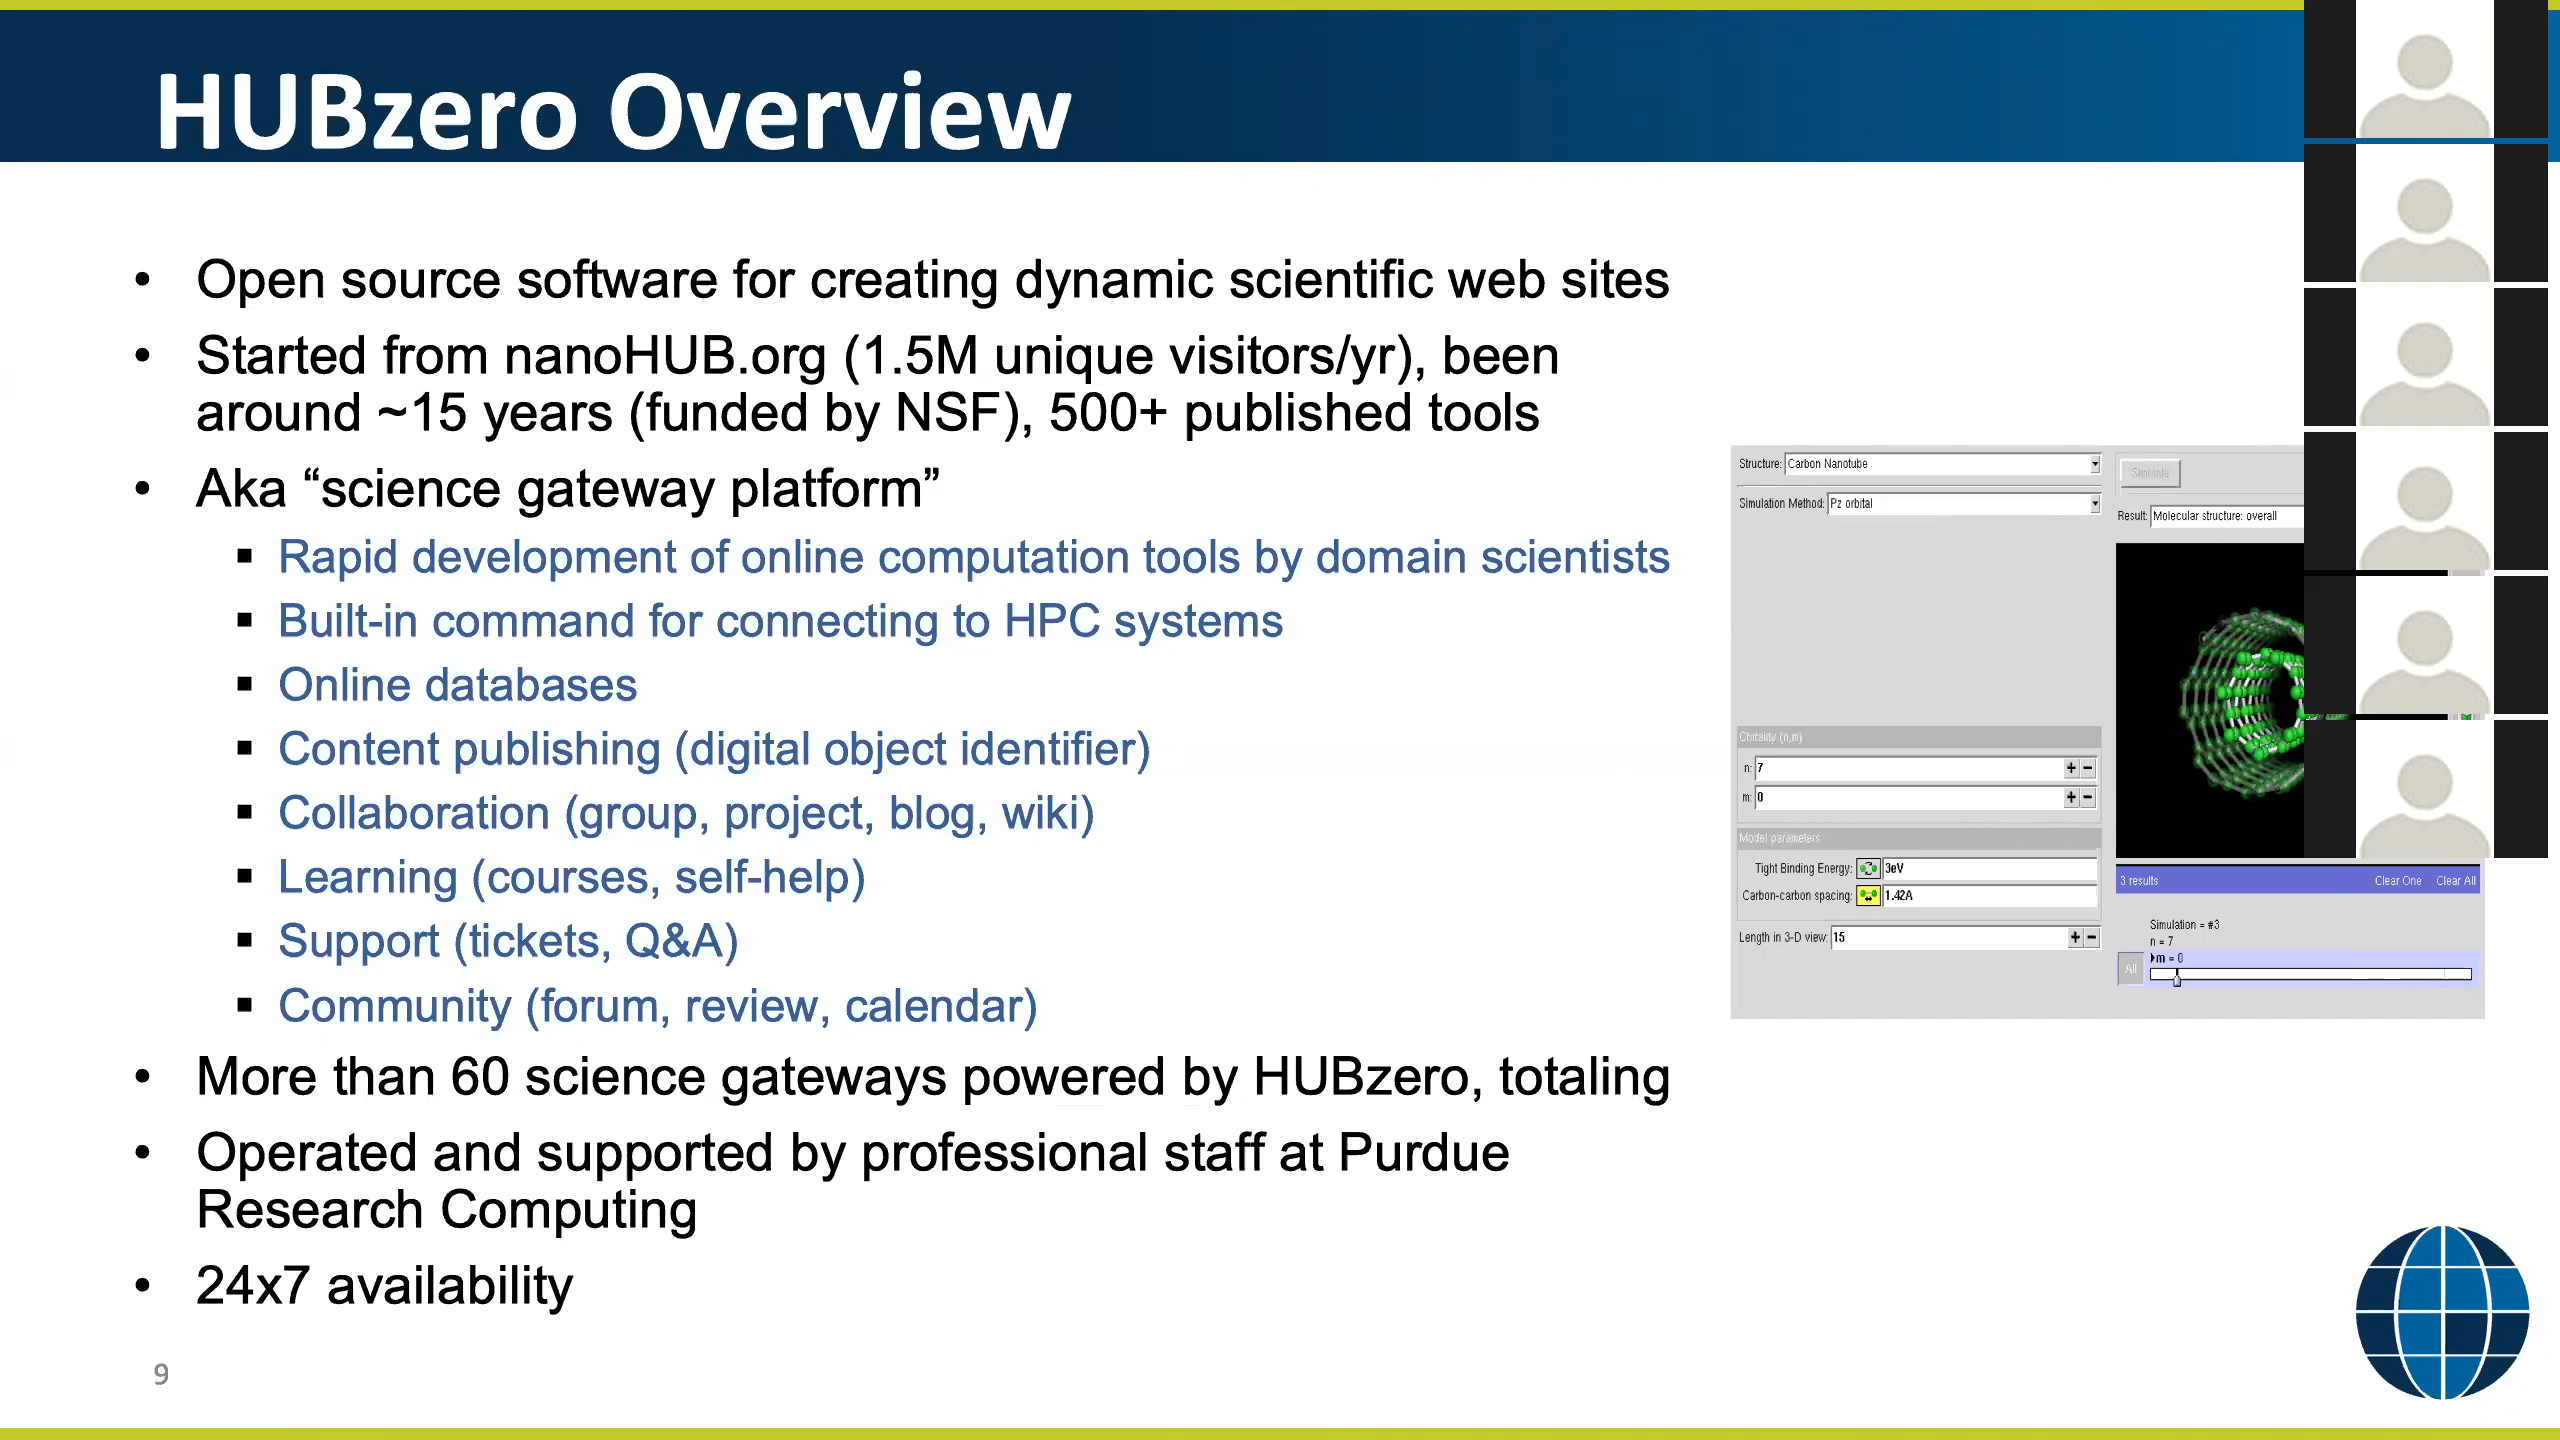 HUBzero Overview
• Open source software for creating dynamic scientific web sites
• Started from nanoHUB.org (1.5M unique visitors/yr), been
around ~15 years (funded by NSF), 500+ published tools
• Aka “science gateway platform”
▪ Rapid development of online computation tools by domain scientists
▪ Built-in command for connecting to HPC systems
▪ Online databases
▪ Content publishing (digital object identifier)
▪ Collaboration (group, project, blog, wiki)
▪ Learning (courses, self-help)
▪ Support (tickets, Q&A)
▪ Community (forum, review, calendar)
• More than 60 science gateways powered by HUBzero, totaling
• Operated and supported by professional staff at Purdue
Research Computing
• 24x7 availability
Structure: Carbon Nanotube
Simulation Method: Pz orbital
Chirality (n,m)
n: 7
m: 0
Model parameters
Tight Binding Energy: 3eV
Carbon-carbon spacing: 1.42A
Length in 3-D view: 15
Simulate
Result: Molecular structure: overall
3 results Clear One Clear All
Simulation = #3
n = 7
m = 0
All
9